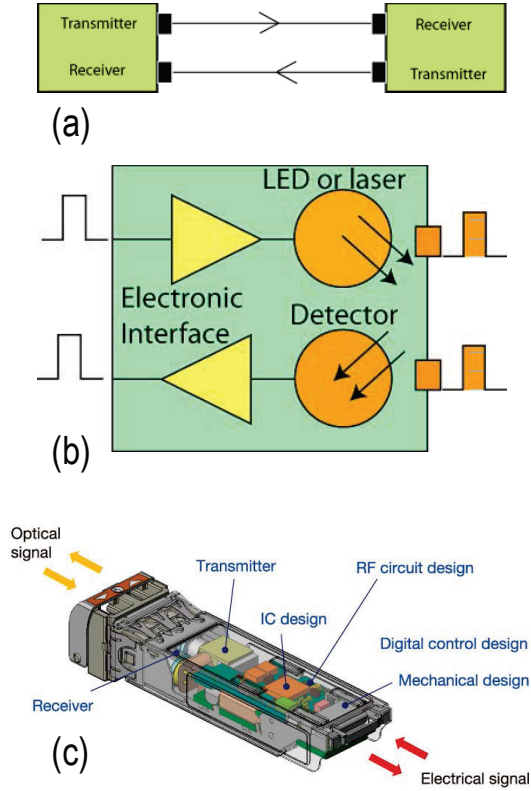 Transmitter
Receiver
Receiver
Transmitter
(a)
LED or laser
Electronic
Interface
Detector
(b)
Optical
signal
Transmitter
RF circuit design
IC design
Digital control design
Mechanical design
Receiver
(c)
Electrical signal